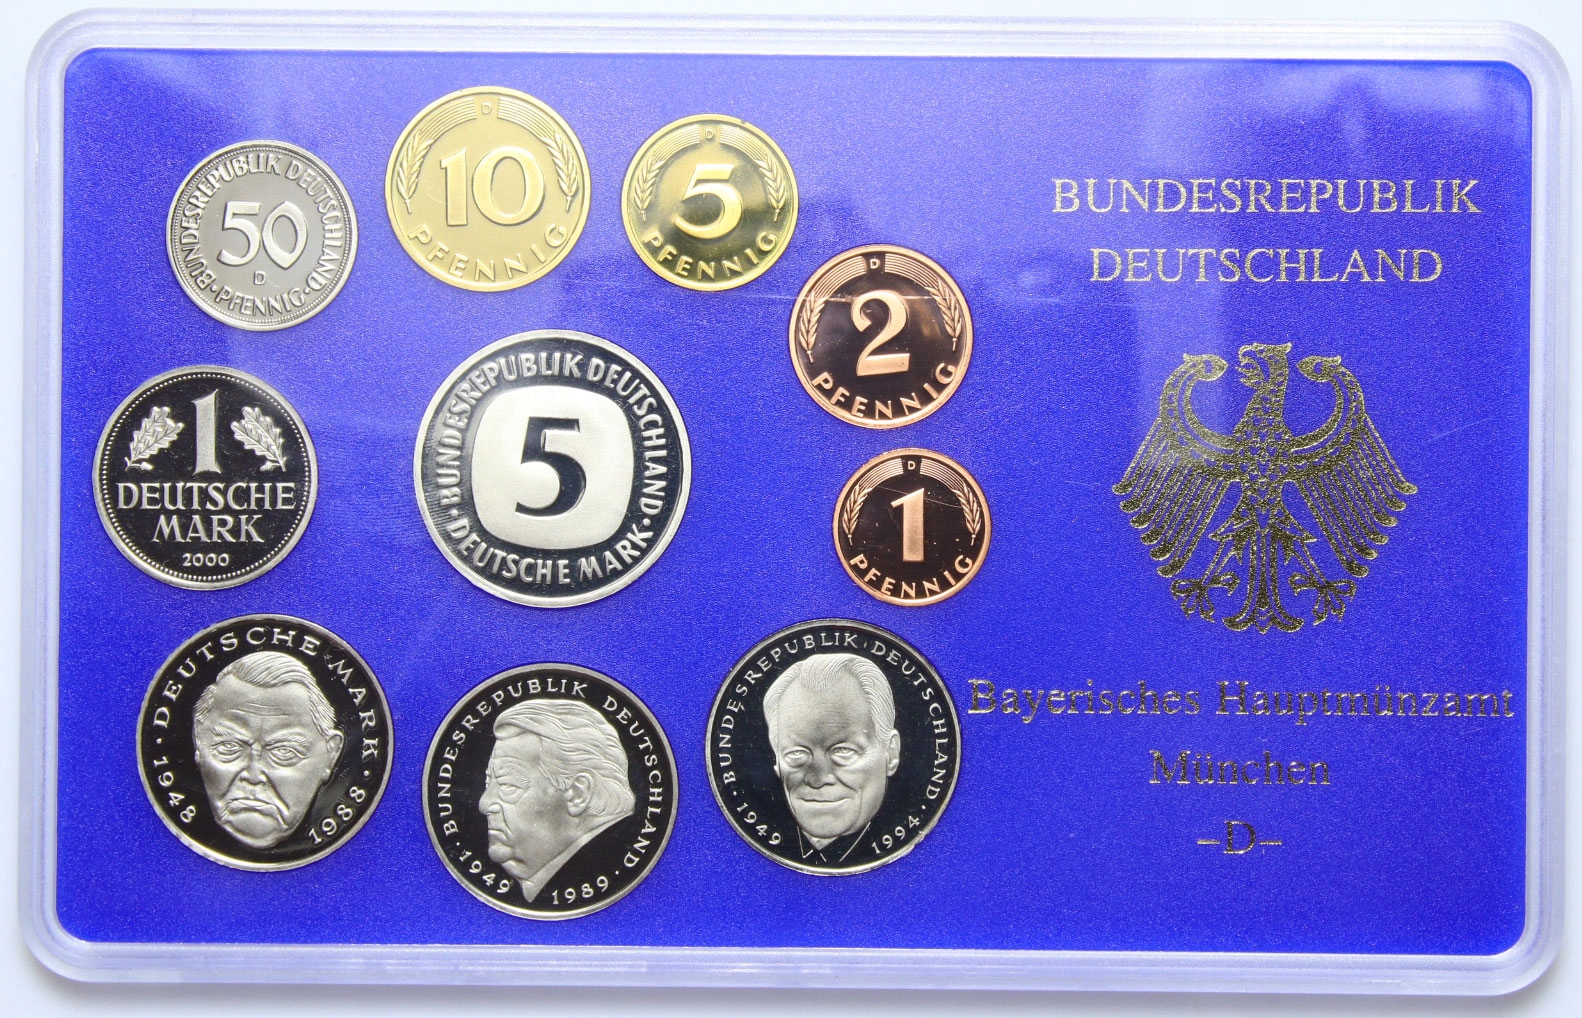 BUNDESREPUBLIK DEUTSCHLAND
50
D
· PFENNIG ·
D
10
PFENNIG
D
5
PFENNIG
D
2
PFENNIG
D
1
PFENNIG
1
DEUTSCHE
MARK
2000
· BUNDESREPUBLIK DEUTSCHLAND ·
5
D · DEUTSCHE MARK
· DEUTSCHE MARK ·
1948 1988
· BUNDESREPUBLIK DEUTSCHLAND ·
1949 1989
· BUNDESREPUBLIK DEUTSCHLAND ·
1949 1994
BUNDESREPUBLIK
DEUTSCHLAND
Bayerisches Hauptmünzamt
München
–D–